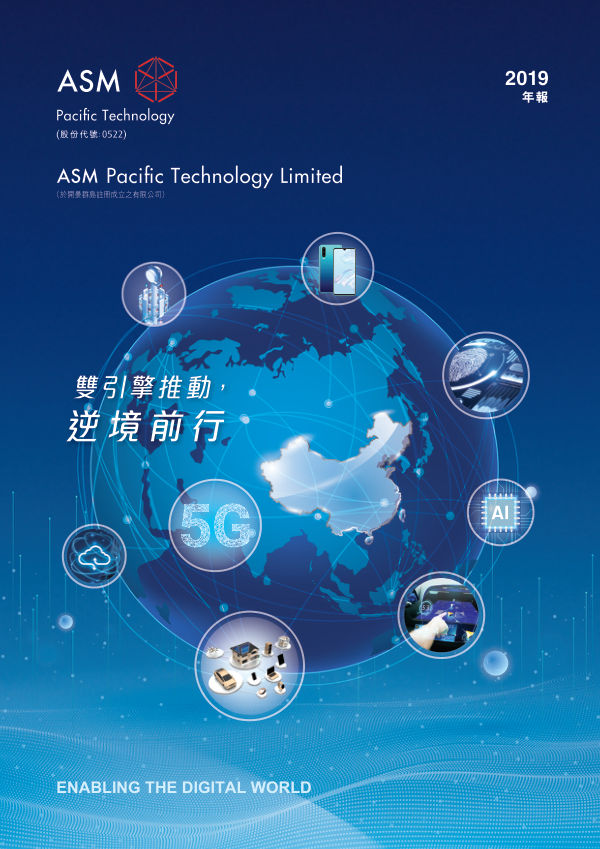 ASM
Pacific Technology
(股份代號:0522)
2019
年報
ASM Pacific Technology Limited
(於開曼群島註冊成立之有限公司)
雙引擎推動，
逆境前行
5G
AI
ENABLING THE DIGITAL WORLD